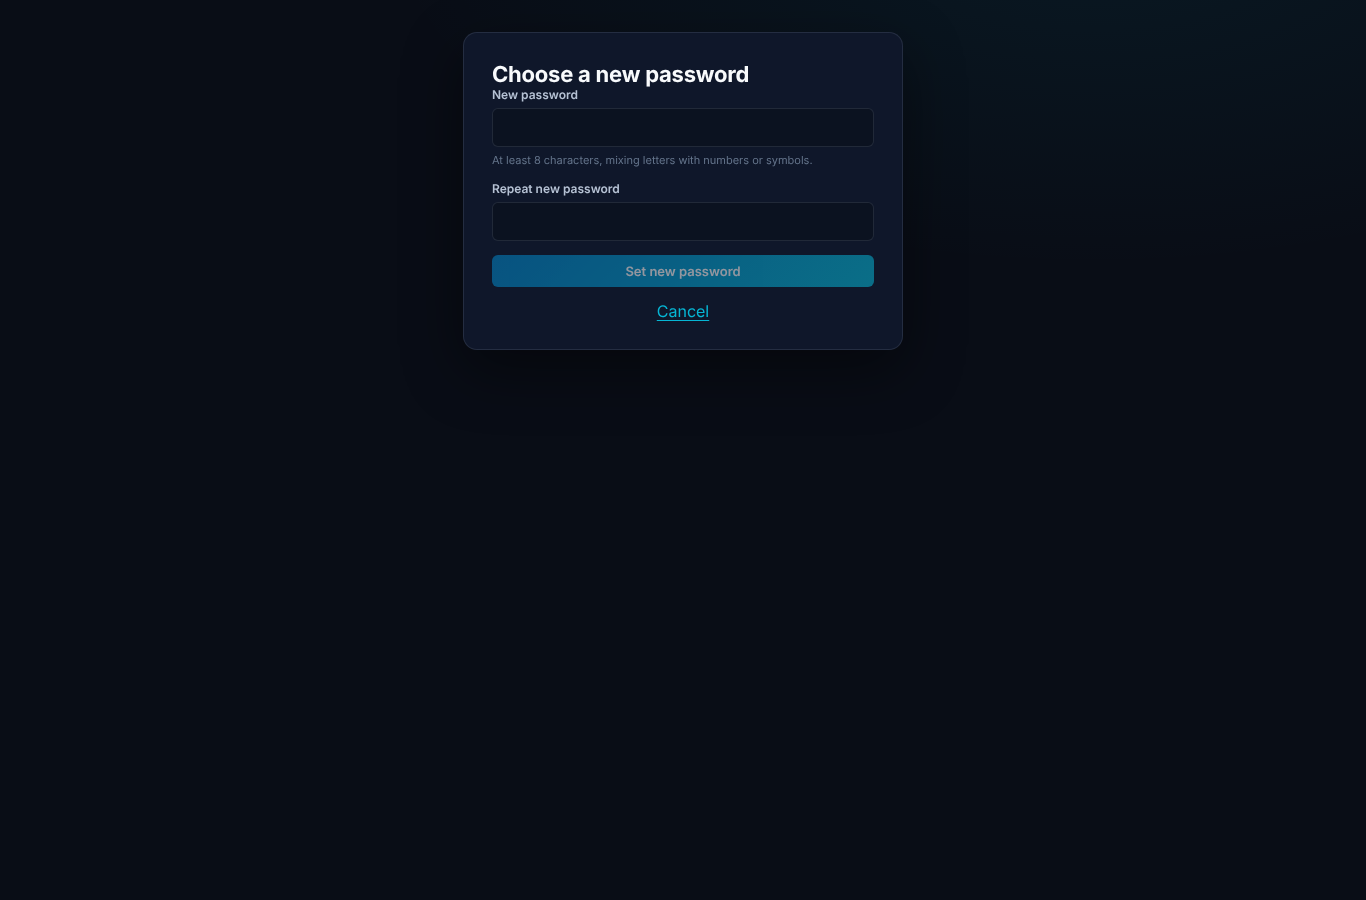 Choose a new password
New password
At least 8 characters, mixing letters with numbers or symbols.
Repeat new password
Set new password
Cancel